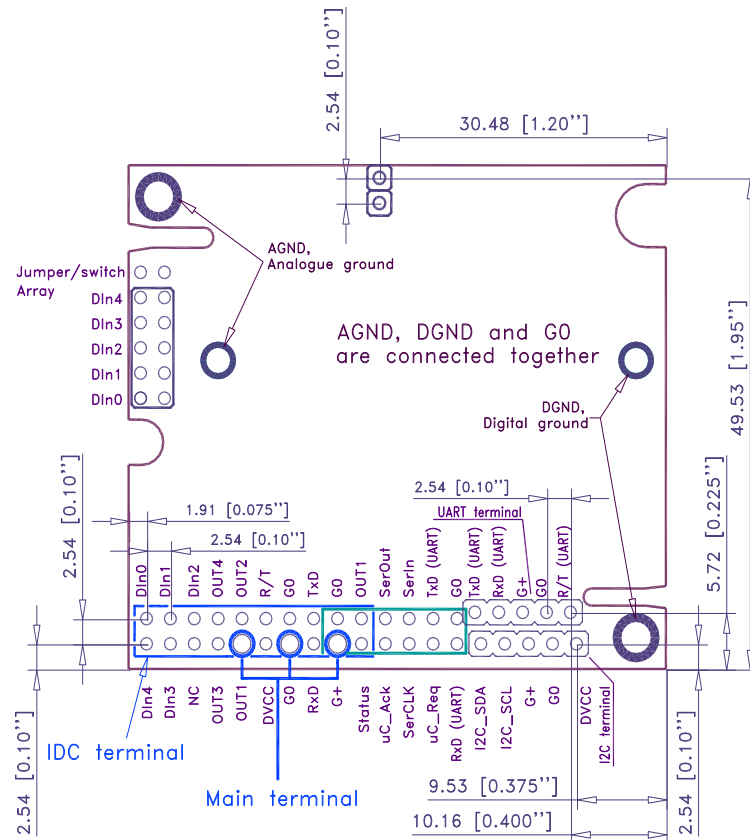 2.54 [0.10'']
30.48 [1.20'']
AGND,
Analogue ground
Jumper/switch
Array
DIn4
DIn3
DIn2
DIn1
DIn0
AGND, DGND and G0
are connected together
DGND,
Digital ground
49.53 [1.95'']
5.72 [0.225'']
2.54 [0.10'']
UART terminal
1.91 [0.075'']
2.54 [0.10'']
2.54 [0.10'']
DIn0
DIn1
DIn2
OUT4
OUT2
R/T
G0
TxD
G0
OUT1
SerOut
SerIn
TxD (UART)
G0
TxD (UART)
RxD (UART)
G+
G0
R/T (UART)
DIn4
DIn3
NC
OUT3
OUT1
DVCC
G0
RxD
G+
Status
uC_Ack
SerCLK
uC_Req
RxD (UART)
I2C_SDA
I2C_SCL
G+
G0
DVCC
I2C terminal
IDC terminal
Main terminal
2.54 [0.10'']
9.53 [0.375'']
10.16 [0.400'']
2.54 [0.10'']